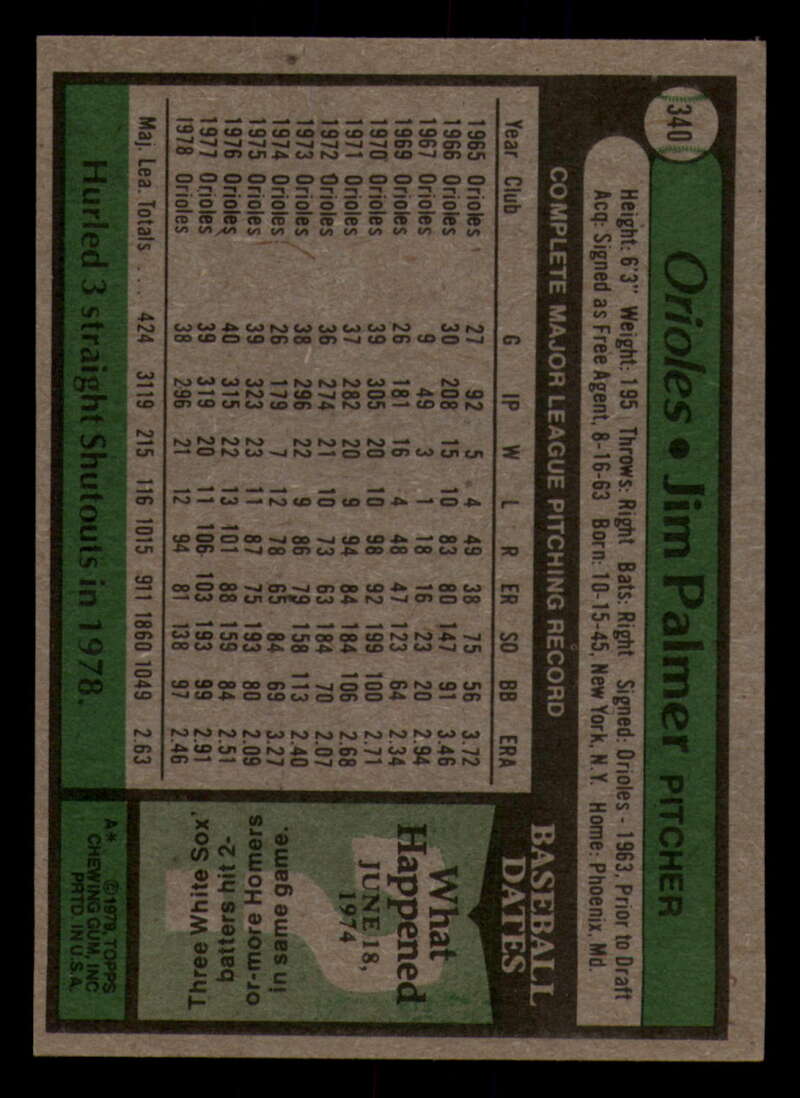 340
Orioles • Jim Palmer PITCHER
Height: 6'3" Weight: 195 Throws: Right Bats: Right Signed: Orioles - 1963, Prior to Draft
Acq: Signed as Free Agent, 8-16-63 Born: 10-15-45, New York, N.Y. Home: Phoenix, Md.
COMPLETE MAJOR LEAGUE PITCHING RECORD
Year Club G IP W L R ER SO BB ERA
1965 Orioles 27 92 5 4 49 38 75 56 3.72
1966 Orioles 30 208 15 10 83 80 147 91 3.46
1967 Orioles 9 49 3 1 18 16 23 20 2.94
1969 Orioles 26 181 16 4 48 47 123 64 2.34
1970 Orioles 39 305 20 10 98 92 199 100 2.71
1971 Orioles 37 282 20 9 94 84 184 106 2.68
1972 Orioles 36 274 21 10 73 63 184 70 2.07
1973 Orioles 38 296 22 9 86 79 158 113 2.40
1974 Orioles 26 179 7 12 78 65 84 69 3.27
1975 Orioles 39 323 23 11 87 75 193 80 2.09
1976 Orioles 40 315 22 13 101 88 159 84 2.51
1977 Orioles 39 319 20 11 106 103 193 99 2.91
1978 Orioles 38 296 21 12 94 81 138 97 2.46
Maj. Lea. Totals .... 424 3119 215 116 1015 911 1860 1049 2.63
Hurled 3 straight Shutouts in 1978.
BASEBALL
DATES
What
Happened
JUNE 18,
1974
Three White Sox'
batters hit 2-
or-more Homers
in same game.
A* ©1979, TOPPS
CHEWING GUM, INC
PRTD. IN U.S.A.